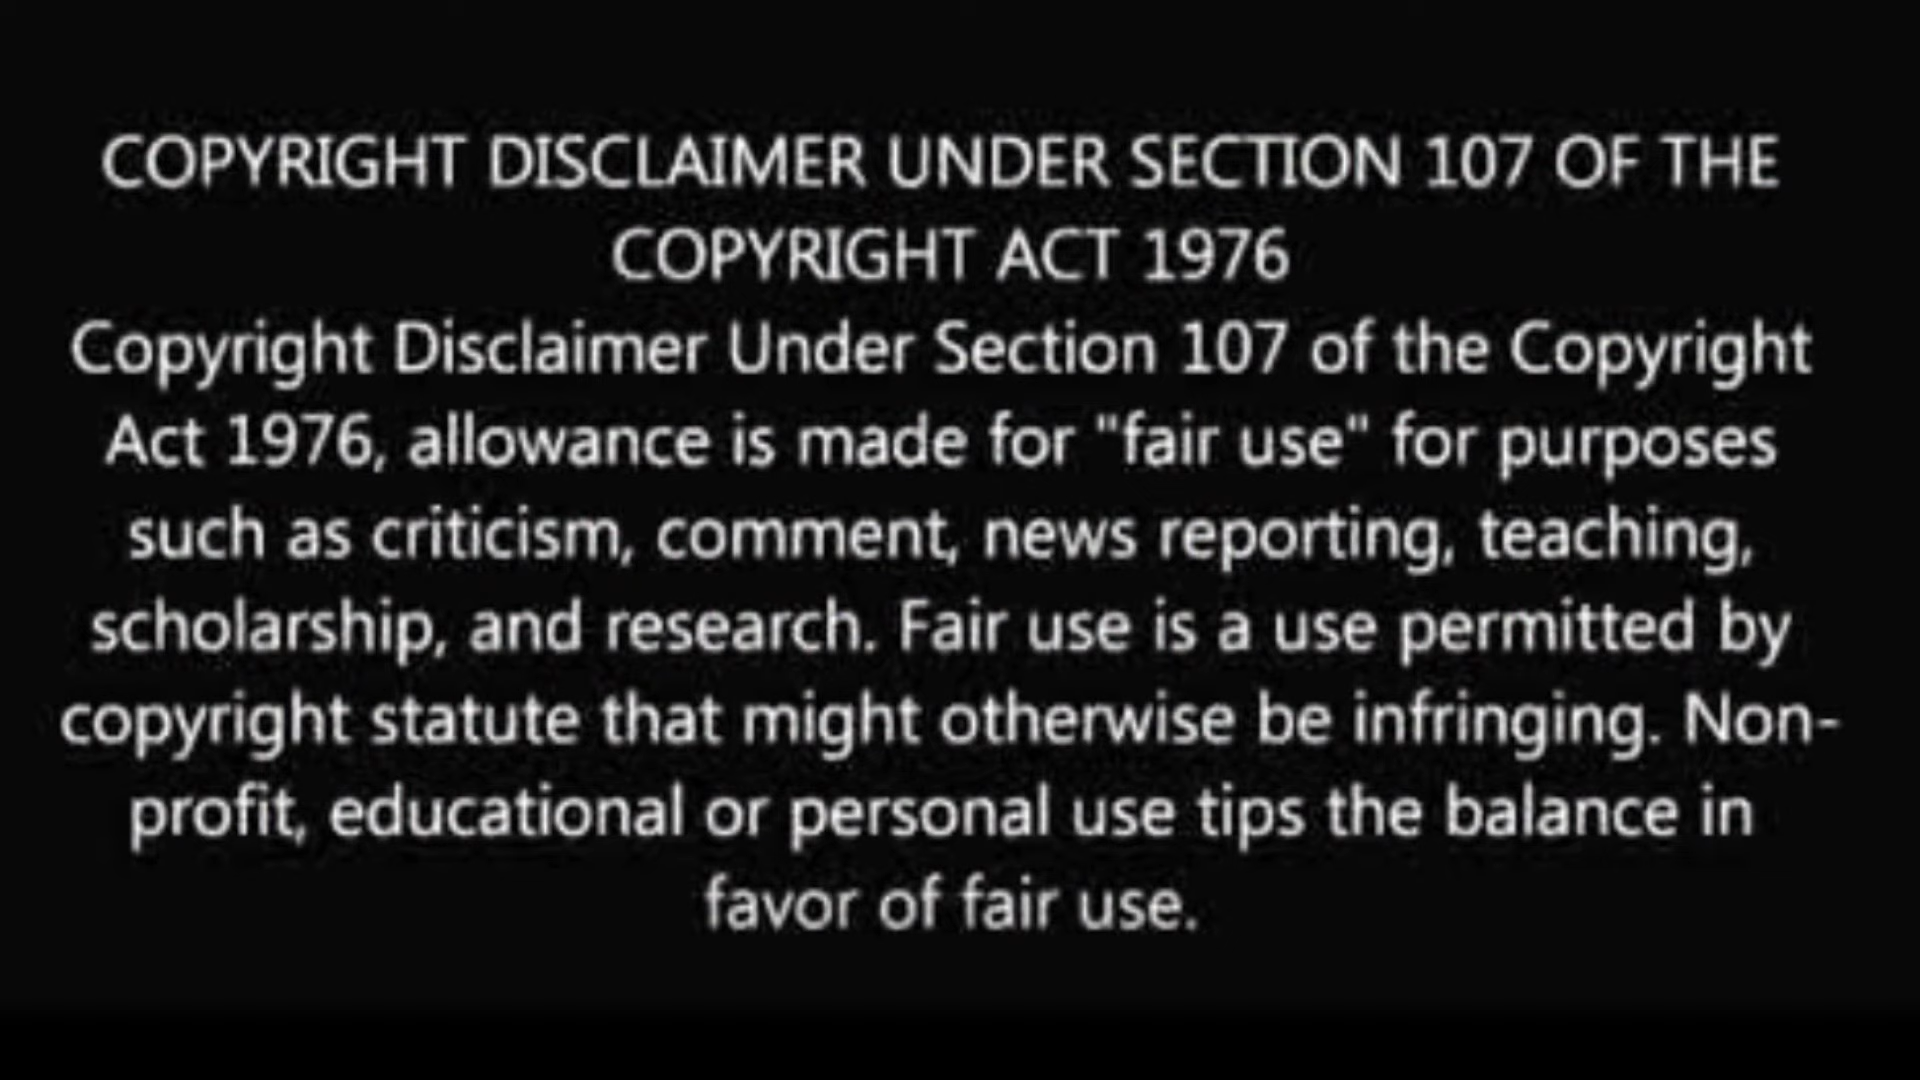 COPYRIGHT DISCLAIMER UNDER SECTION 107 OF THE
COPYRIGHT ACT 1976
Copyright Disclaimer Under Section 107 of the Copyright
Act 1976, allowance is made for "fair use" for purposes
such as criticism, comment, news reporting, teaching,
scholarship, and research. Fair use is a use permitted by
copyright statute that might otherwise be infringing. Non-
profit, educational or personal use tips the balance in
favor of fair use.